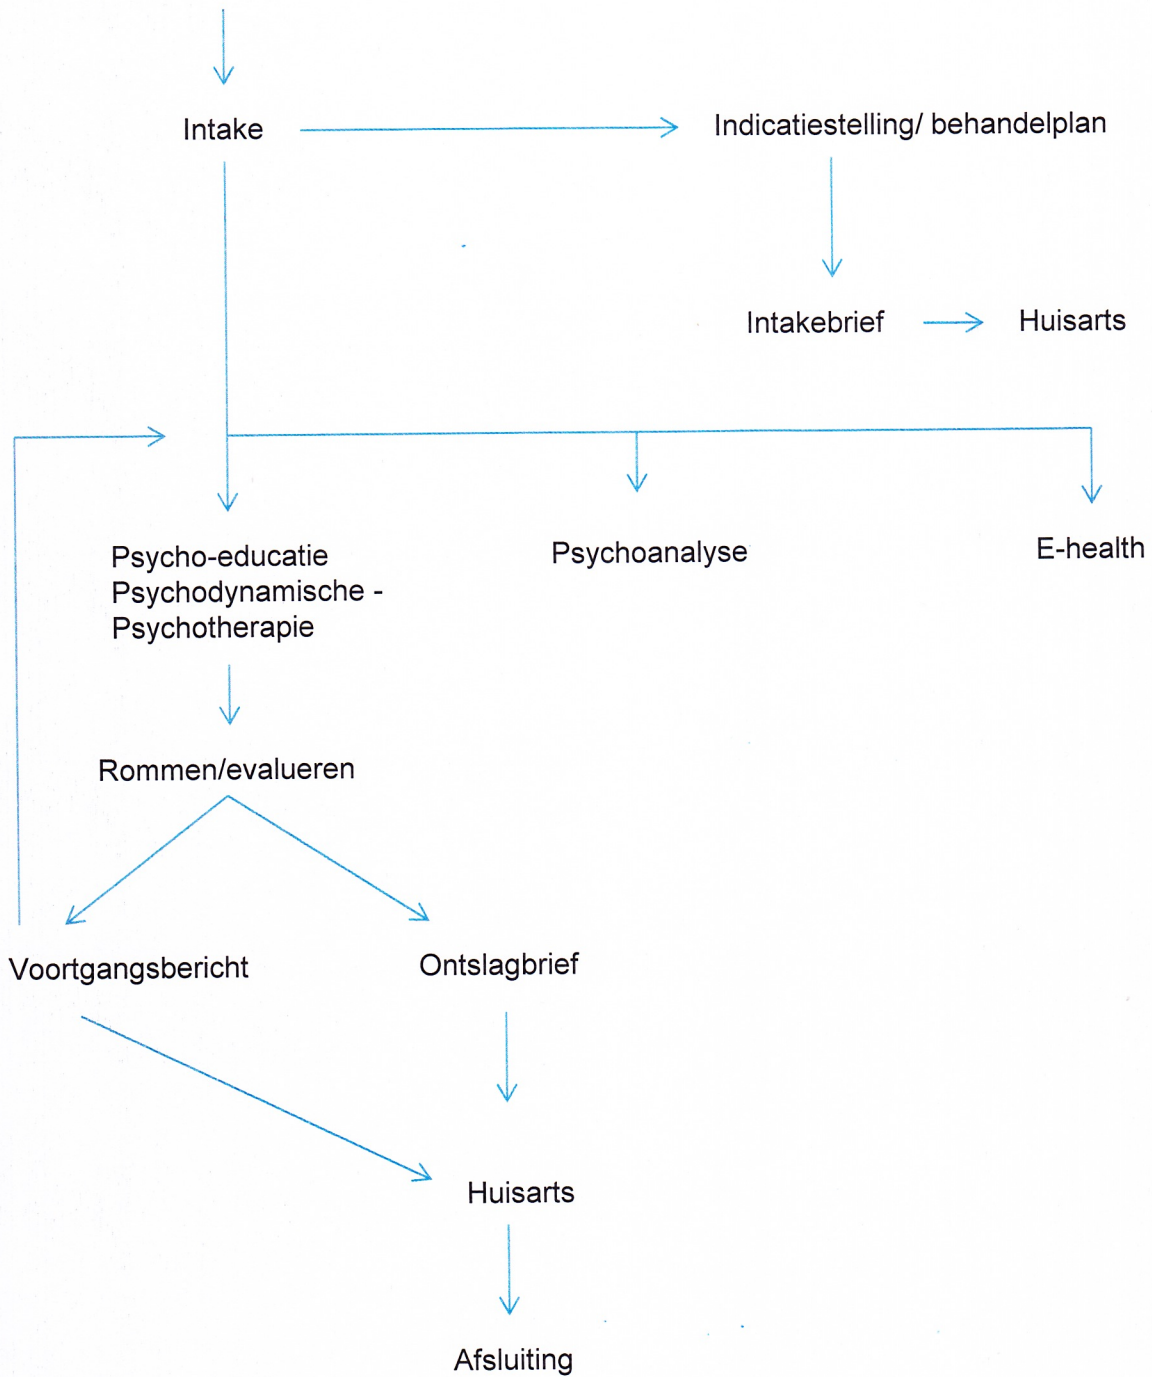 Intake
Indicatiestelling/ behandelplan
Intakebrief
Huisarts
Psycho-educatie
Psychodynamische -
Psychotherapie
Psychoanalyse
E-health
Rommen/evalueren
Voortgangsbericht
Ontslagbrief
Huisarts
Afsluiting